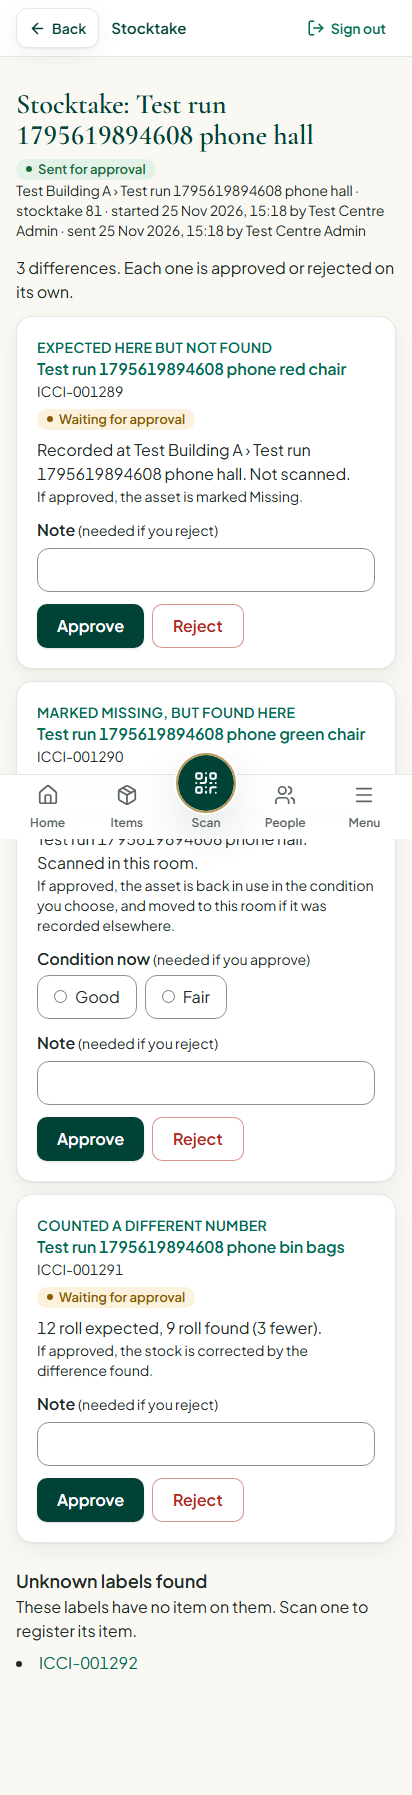 Back Stocktake Sign out
Stocktake: Test run
1795619894608 phone hall
Sent for approval
Test Building A › Test run 1795619894608 phone hall ·
stocktake 81 · started 25 Nov 2026, 15:18 by Test Centre
Admin · sent 25 Nov 2026, 15:18 by Test Centre Admin
3 differences. Each one is approved or rejected on
its own.
EXPECTED HERE BUT NOT FOUND
Test run 1795619894608 phone red chair
ICCI-001289
Waiting for approval
Recorded at Test Building A › Test run
1795619894608 phone hall. Not scanned.
If approved, the asset is marked Missing.
Note (needed if you reject)
Approve Reject
MARKED MISSING, BUT FOUND HERE
Test run 1795619894608 phone green chair
ICCI-001290
Home Items Scan People Menu
Test run 1795619894608 phone hall.
Scanned in this room.
If approved, the asset is back in use in the condition
you choose, and moved to this room if it was
recorded elsewhere.
Condition now (needed if you approve)
Good Fair
Note (needed if you reject)
Approve Reject
COUNTED A DIFFERENT NUMBER
Test run 1795619894608 phone bin bags
ICCI-001291
Waiting for approval
12 roll expected, 9 roll found (3 fewer).
If approved, the stock is corrected by the
difference found.
Note (needed if you reject)
Approve Reject
Unknown labels found
These labels have no item on them. Scan one to
register its item.
ICCI-001292